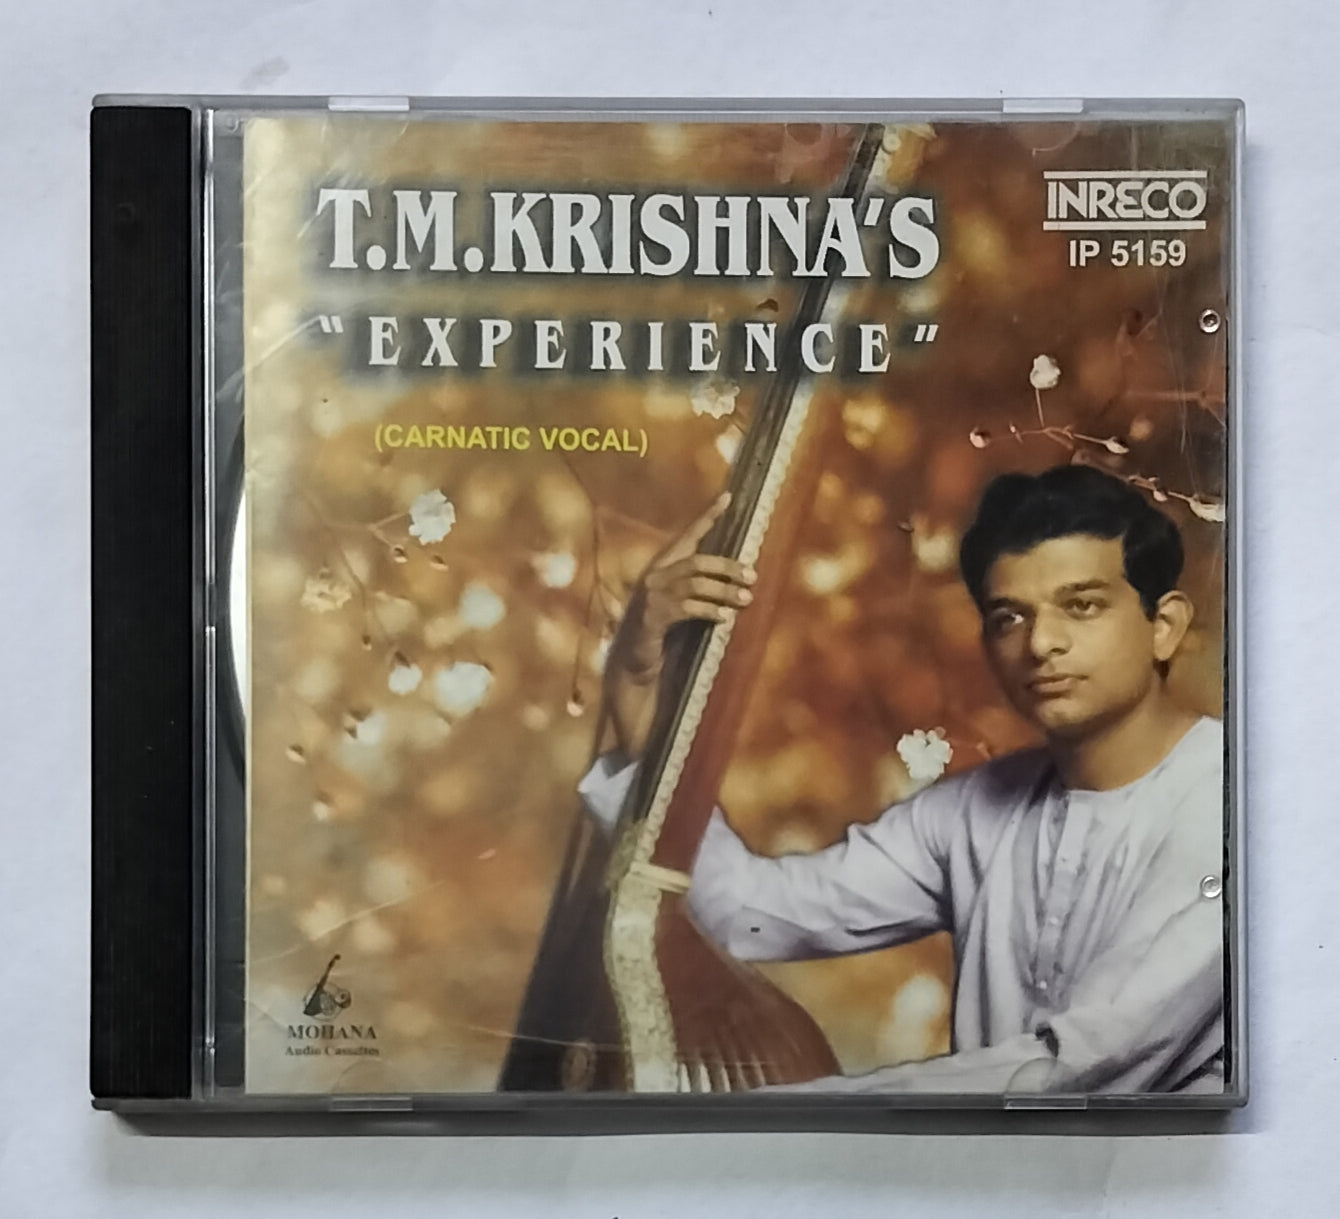 T.M.KRISHNA'S
"EXPERIENCE"
(CARNATIC VOCAL)
INRECO
IP 5159
MOHANA
Audio Cassettes